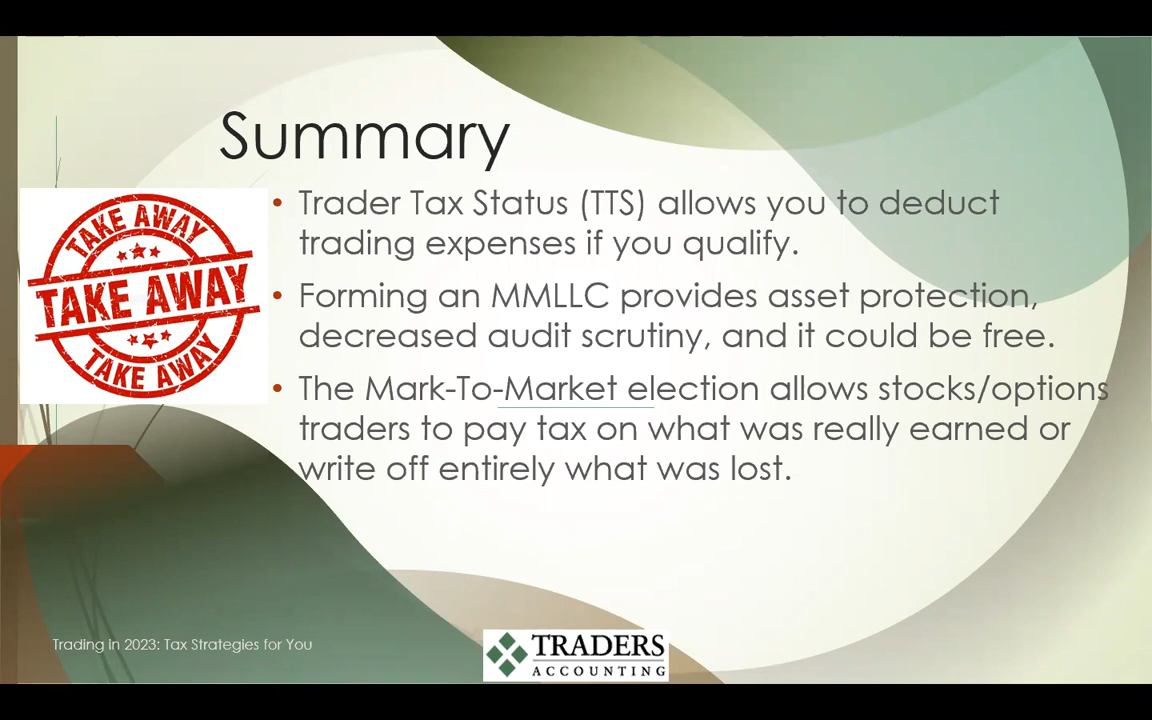 Summary
TAKE AWAY
TAKE AWAY
TAKE AWAY
• Trader Tax Status (TTS) allows you to deduct
trading expenses if you qualify.
• Forming an MMLLC provides asset protection,
decreased audit scrutiny, and it could be free.
• The Mark-To-Market election allows stocks/options
traders to pay tax on what was really earned or
write off entirely what was lost.
Trading in 2023: Tax Strategies for You
TRADERS
ACCOUNTING